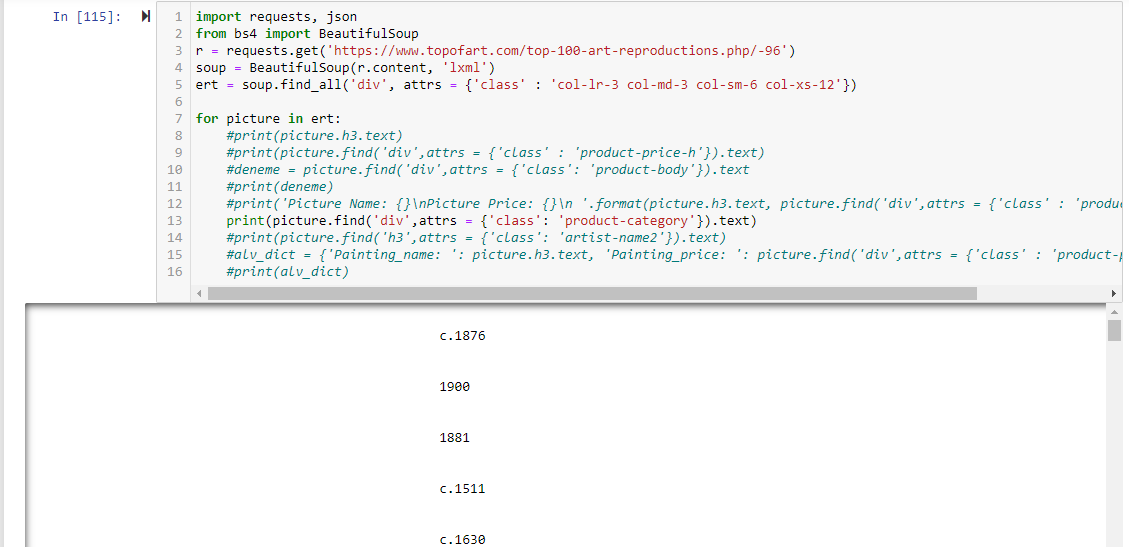 In [115]:
1 import requests, json
2 from bs4 import BeautifulSoup
3 r = requests.get('https://www.topofart.com/top-100-art-reproductions.php/-96')
4 soup = BeautifulSoup(r.content, 'lxml')
5 ert = soup.find_all('div', attrs = {'class' : 'col-lr-3 col-md-3 col-sm-6 col-xs-12'})
6
7 for picture in ert:
8     #print(picture.h3.text)
9     #print(picture.find('div',attrs = {'class' : 'product-price-h'}).text)
10     #deneme = picture.find('div',attrs = {'class': 'product-body'}).text
11     #print(deneme)
12     #print('Picture Name: {}\nPicture Price: {}\n '.format(picture.h3.text, picture.find('div',attrs = {'class' : 'produ
13     print(picture.find('div',attrs = {'class': 'product-category'}).text)
14     #print(picture.find('h3',attrs = {'class': 'artist-name2'}).text)
15     #alv_dict = {'Painting_name: ': picture.h3.text, 'Painting_price: ': picture.find('div',attrs = {'class' : 'product-
16     #print(alv_dict)
c.1876
1900
1881
c.1511
c.1630